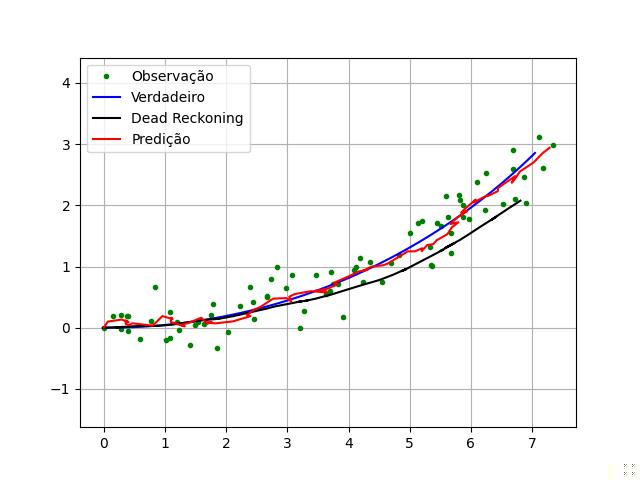 Observação
Verdadeiro
Dead Reckoning
Predição
4
3
2
1
0
−1
0 1 2 3 4 5 6 7